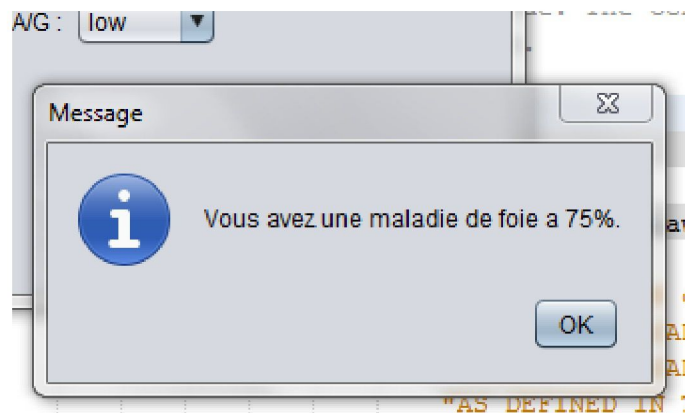 A/G : low
Message
Vous avez une maladie de foie a 75%.
OK
"AS DEFINED IN